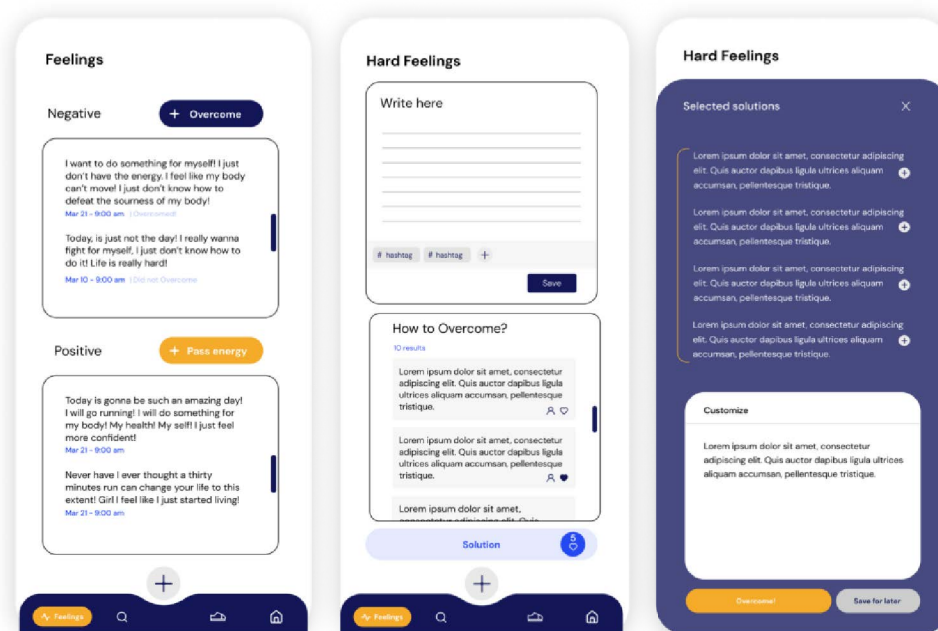 Feelings
Negative
+ Overcome
I want to do something for myself! I just
don't have the energy. I feel like my body
can't move! I just don't know how to
defeat the sourness of my body!
Mar 21 - 9:00 am | Overcomed!
Today, is just not the day! I really wanna
fight for myself, I just don't know how to
do it! Life is really hard!
Mar 10 - 9:00 am | Did not Overcome
Positive
+ Pass energy
Today is gonna be such an amazing day!
I will go running! I will do something for
my body! My health! My self! I just feel
more confident!
Mar 21 - 9:00 am
Never have I ever thought a thirty
minutes run can change your life to this
extent! Girl I feel like I just started living!
Mar 21 - 9:00 am
+
Feelings
Hard Feelings
Write here
# hashtag # hashtag +
Save
How to Overcome?
10 results
Lorem ipsum dolor sit amet, consectetur
adipiscing elit. Quis auctor dapibus ligula
ultrices aliquam accumsan, pellentesque
tristique.
Lorem ipsum dolor sit amet, consectetur
adipiscing elit. Quis auctor dapibus ligula
ultrices aliquam accumsan, pellentesque
tristique.
Lorem ipsum dolor sit amet,
consectetur adipiscing elit. Quis
Solution
5
+
Feelings
Hard Feelings
Selected solutions
Lorem ipsum dolor sit amet, consectetur adipiscing
elit. Quis auctor dapibus ligula ultrices aliquam
accumsan, pellentesque tristique.
Lorem ipsum dolor sit amet, consectetur adipiscing
elit. Quis auctor dapibus ligula ultrices aliquam
accumsan, pellentesque tristique.
Lorem ipsum dolor sit amet, consectetur adipiscing
elit. Quis auctor dapibus ligula ultrices aliquam
accumsan, pellentesque tristique.
Lorem ipsum dolor sit amet, consectetur adipiscing
elit. Quis auctor dapibus ligula ultrices aliquam
accumsan, pellentesque tristique.
Customize
Lorem ipsum dolor sit amet, consectetur
adipiscing elit. Quis auctor dapibus ligula ultrices
aliquam accumsan, pellentesque tristique.
Overcome!
Save for later